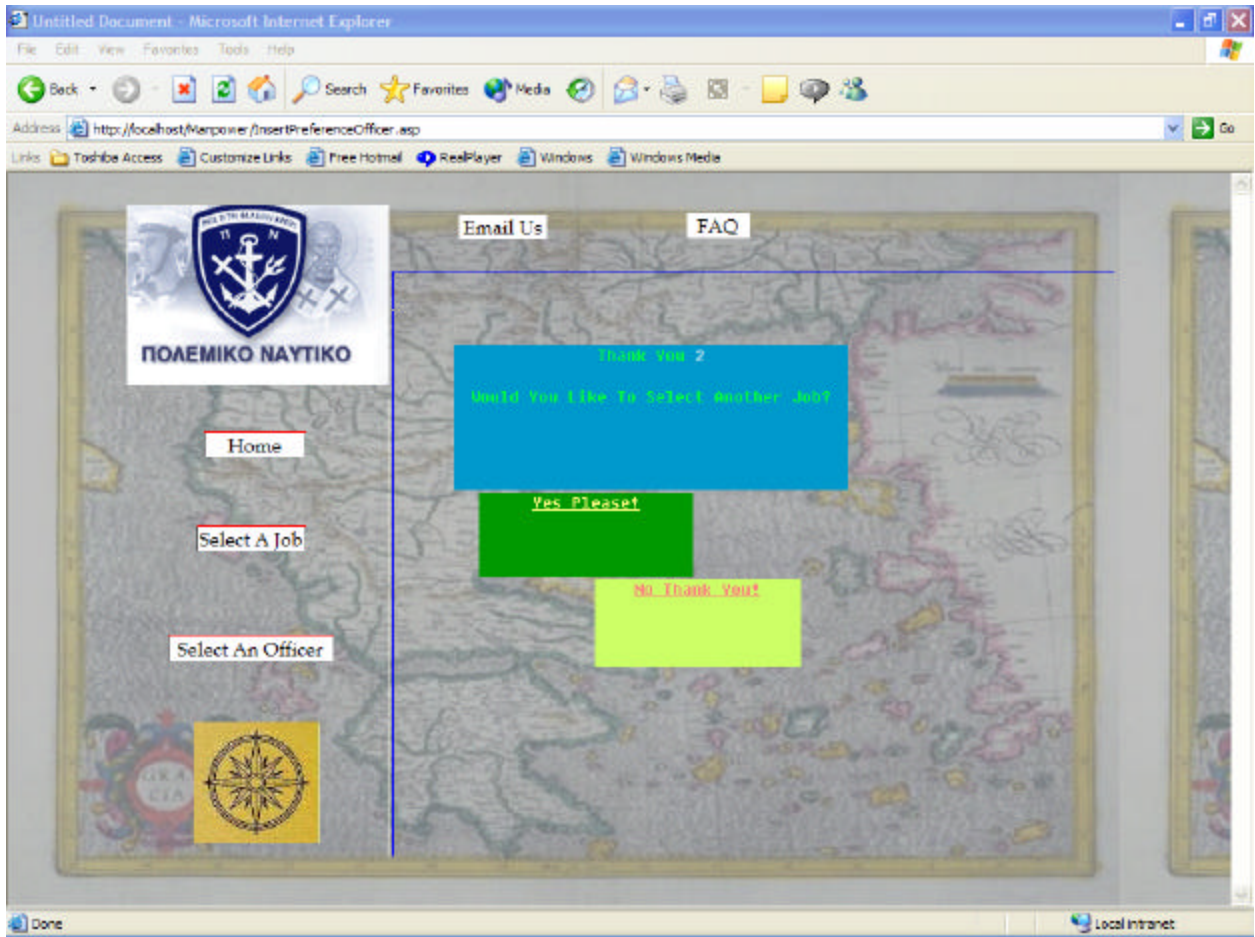 Untitled Document - Microsoft Internet Explorer
File Edit View Favorites Tools Help
Back Search Favorites Media
Address http://localhost/Manpower/InsertPreferenceOfficer.asp Go
Links Toshiba Access Customize Links Free Hotmail RealPlayer Windows Windows Media
Email Us FAQ
Π Ν
ΠΟΛΕΜΙΚΟ ΝΑΥΤΙΚΟ
Thank You 2
Would You Like To Select Another Job?
Home
Yes Please!
Select A Job
No Thank You!
Select An Officer
GRÆ
CIA
Done Local intranet